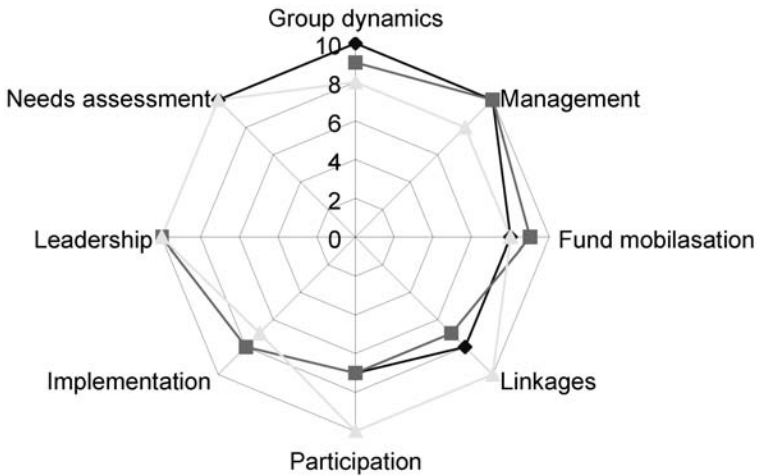 Group dynamics
10
Needs assessment
8
Management
6
4
2
Leadership
0
Fund mobilasation
Implementation
Linkages
Participation